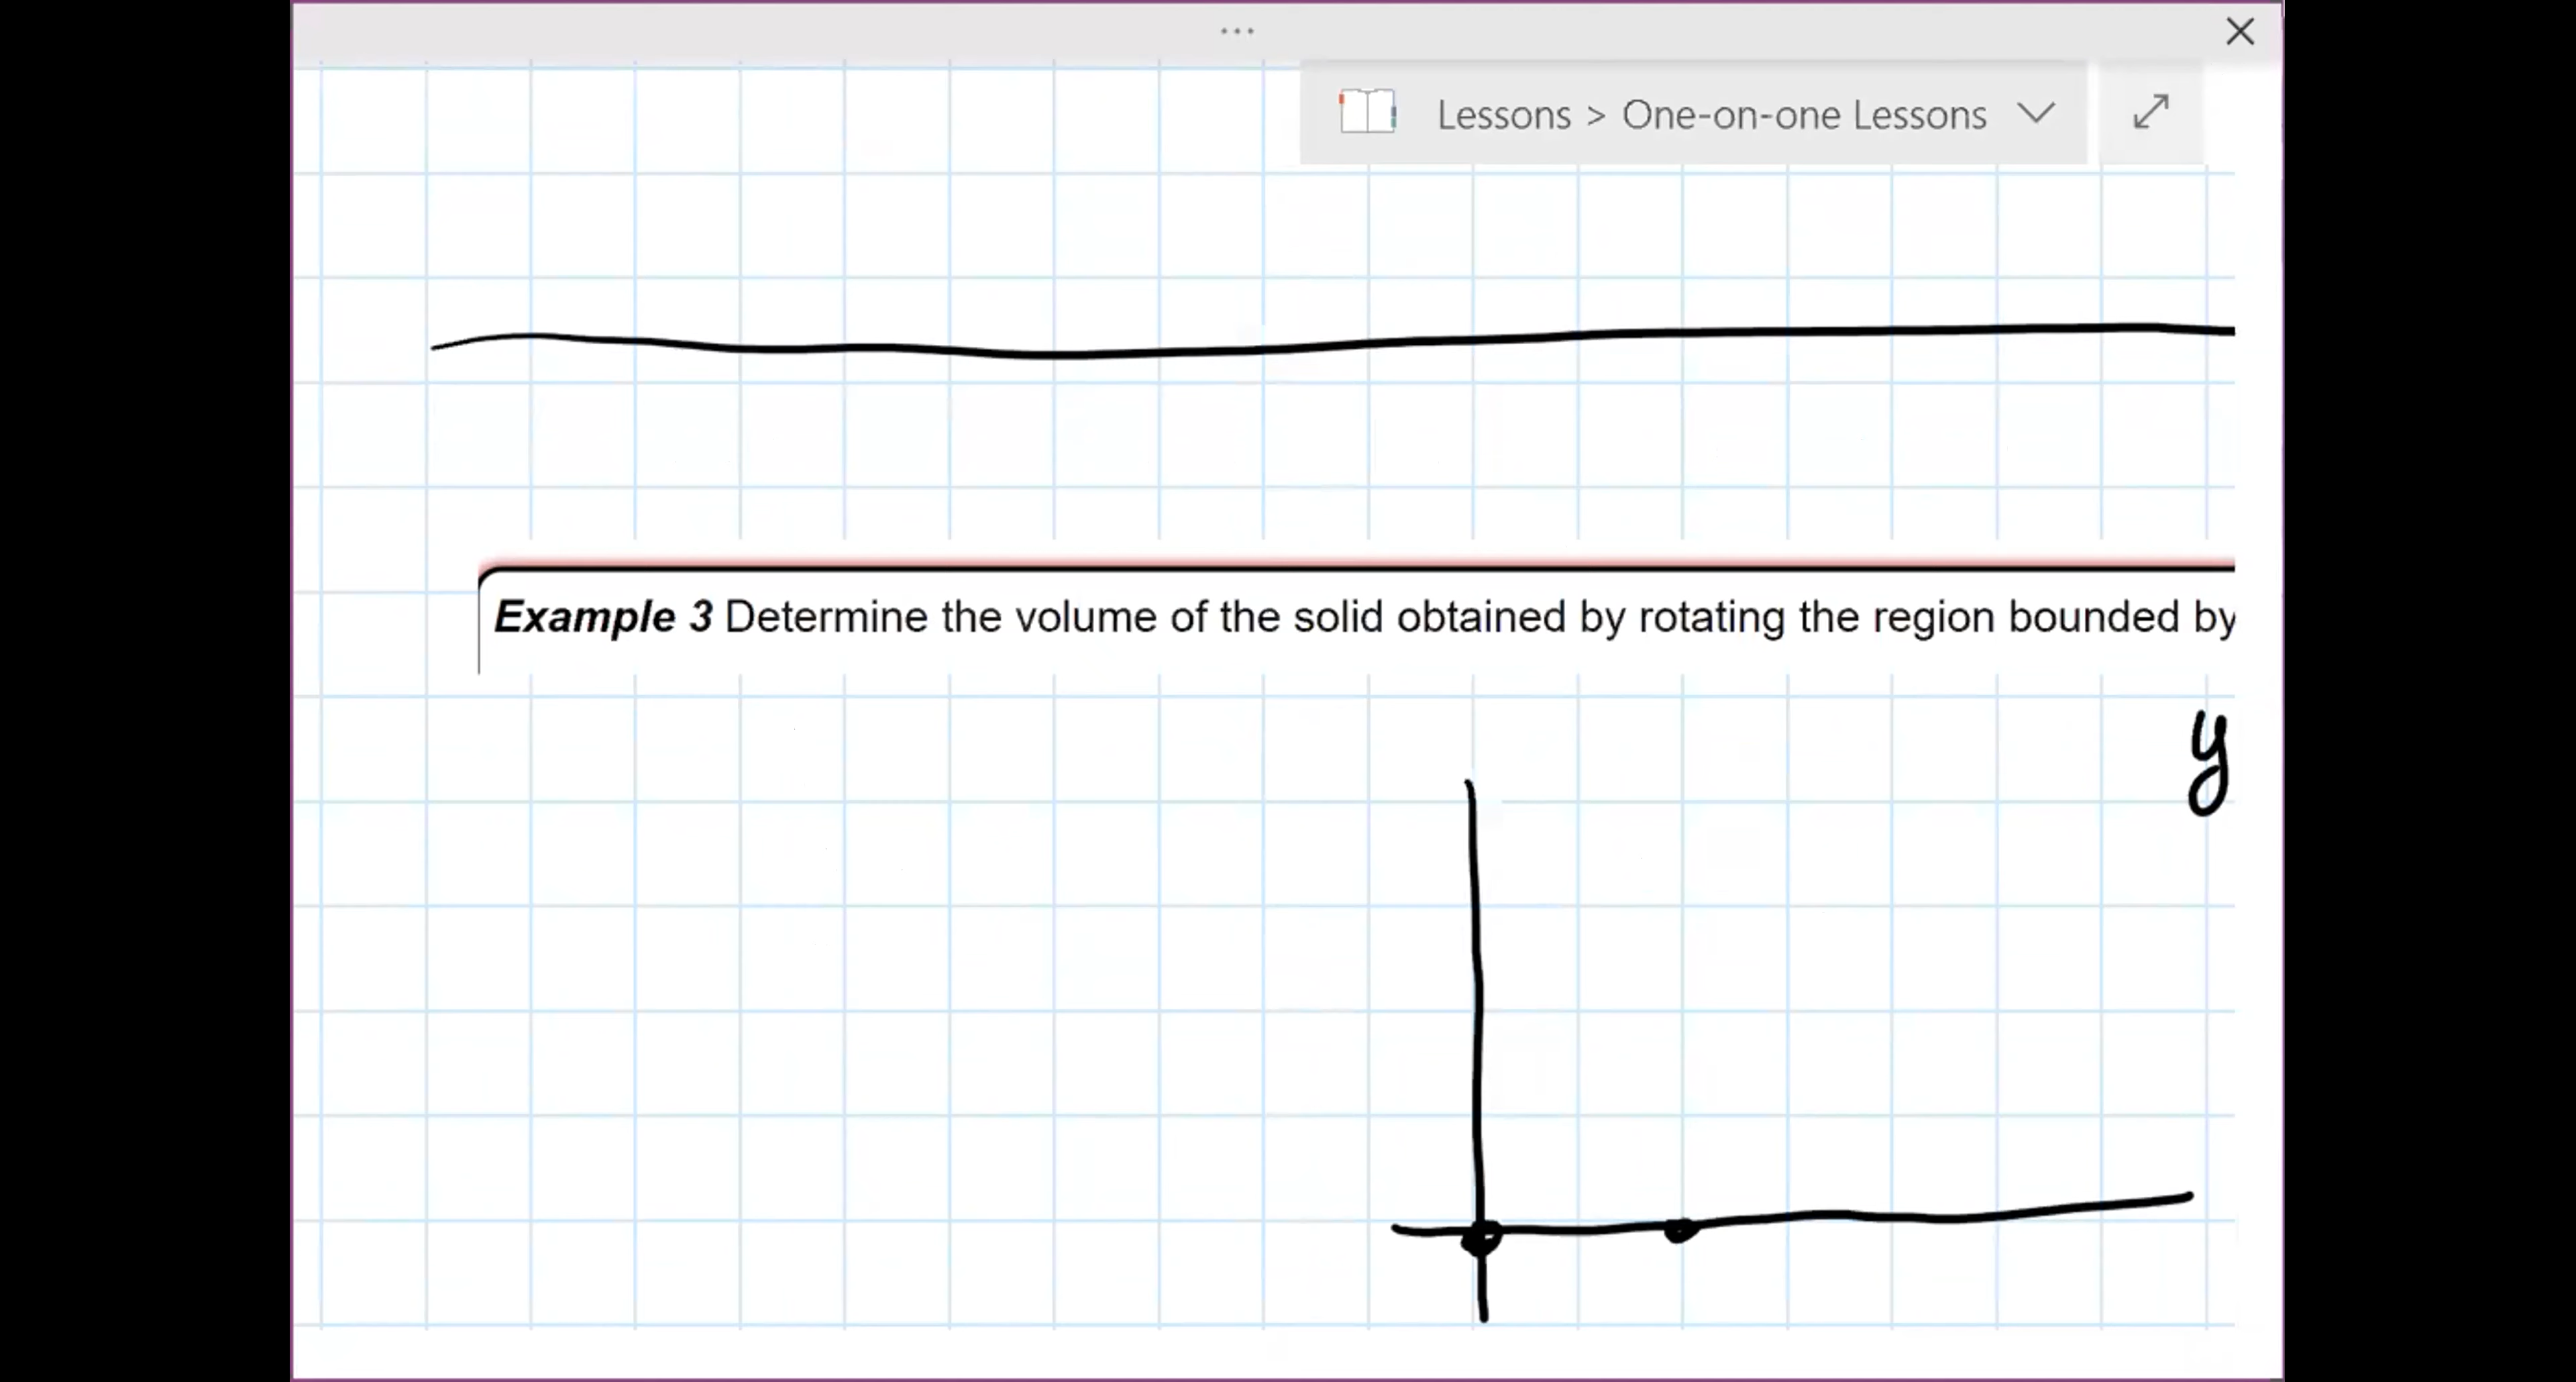 Lessons > One-on-one Lessons
Example 3 Determine the volume of the solid obtained by rotating the region bounded by
y